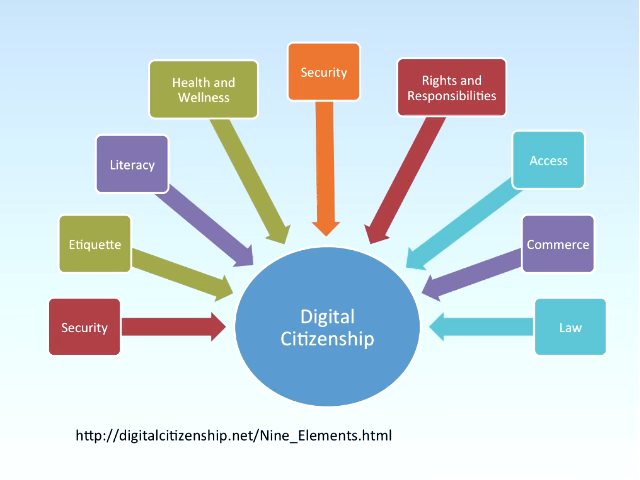 Security
Health and
Wellness
Rights and
Responsibilities
Literacy
Access
Etiquette
Commerce
Security
Digital
Citizenship
Law
http://digitalcitizenship.net/Nine_Elements.html